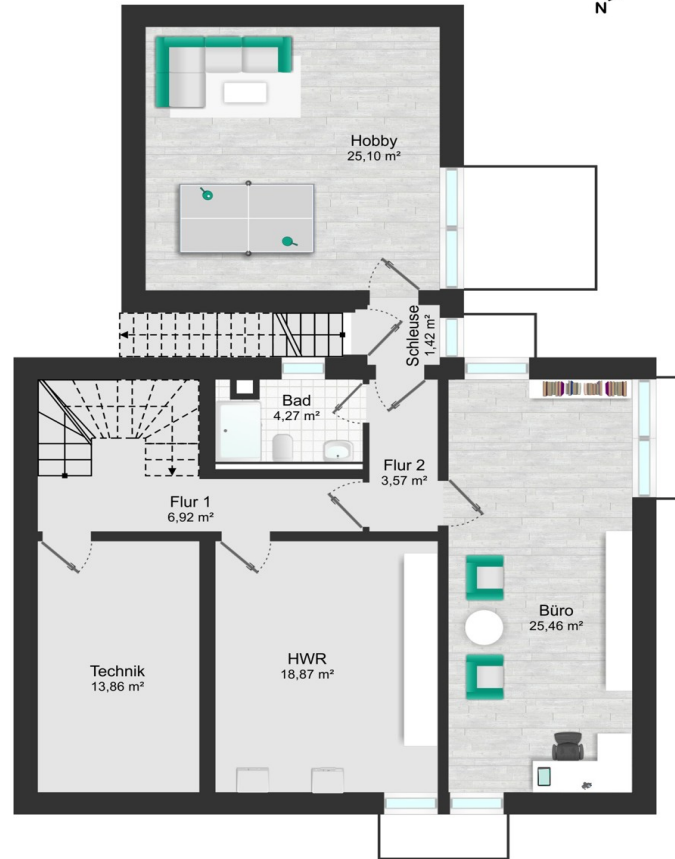 N
Hobby
25,10 m²
Schleuse
1,42 m²
Bad
4,27 m²
Flur 2
3,57 m²
Flur 1
6,92 m²
Büro
25,46 m²
HWR
18,87 m²
Technik
13,86 m²